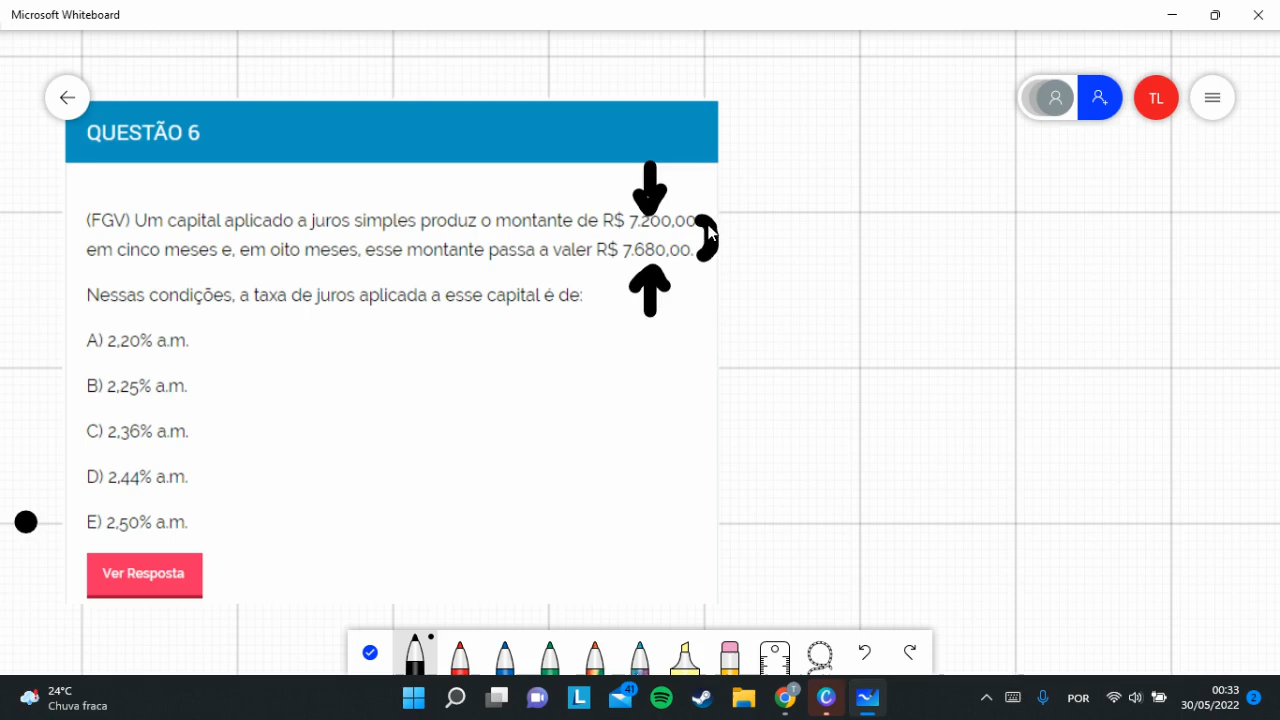 Microsoft Whiteboard
TL
QUESTÃO 6
(FGV) Um capital aplicado a juros simples produz o montante de R$ 7.200,00
em cinco meses e, em oito meses, esse montante passa a valer R$ 7.680,00.
Nessas condições, a taxa de juros aplicada a esse capital é de:
A) 2,20% a.m.
B) 2,25% a.m.
C) 2,36% a.m.
D) 2,44% a.m.
E) 2,50% a.m.
Ver Resposta
24°C
Chuva fraca
L
41
T
C
POR
00:33
30/05/2022
2